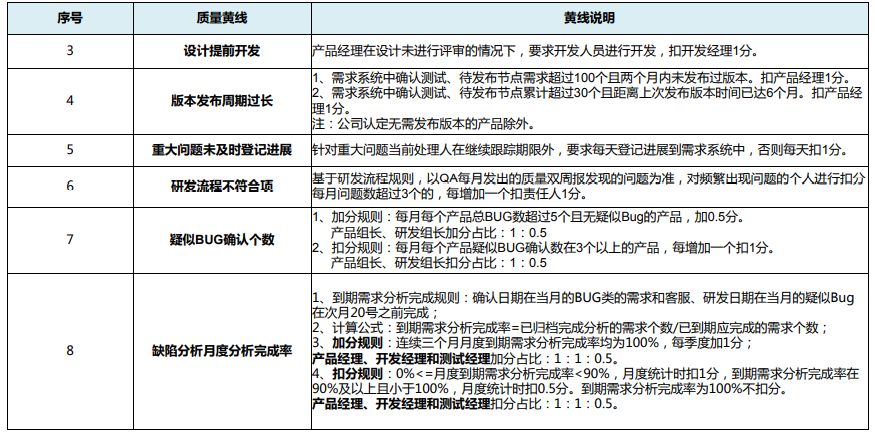 序号 质量黄线 黄线说明
3 设计提前开发 产品经理在设计未进行评审的情况下，要求开发人员进行开发，扣开发经理1分。
4 版本发布周期过长
1、需求系统中确认测试、待发布节点需求超过100个且两个月内未发布过版本。扣产品经理1分。
2、需求系统中确认测试、待发布节点累计超过30个且距离上次发布版本时间已达6个月。扣产品经
理1分。
注：公司认定无需发布版本的产品除外。
5 重大问题未及时登记进展 针对重大问题当前处理人在继续跟踪期限外，要求每天登记进展到需求系统中，否则每天扣1分。
6 研发流程不符合项
基于研发流程规则，以QA每月发出的质量双周报发现的问题为准，对频繁出现问题的个人进行扣分
每月问题数超过3个的，每增加一个扣责任人1分。
7 疑似BUG确认个数
1、加分规则：每月每个产品总BUG数超过5个且无疑似Bug的产品，加0.5分。
产品组长、研发组长加分占比：1：0.5
2、扣分规则：每月每个产品疑似BUG确认数在3个以上的产品，每增加一个扣1分。
产品组长、研发组长扣分占比：1：0.5
8 缺陷分析月度分析完成率
1、到期需求分析完成规则：确认日期在当月的BUG类的需求和客服、研发日期在当月的疑似Bug
在次月20号之前完成；
2、计算公式：到期需求分析完成率=已归档完成分析的需求个数/已到期应完成的需求个数；
3、加分规则：连续三个月月度到期需求分析完成率均为100%，每季度加1分；
产品经理、开发经理和测试经理加分占比：1：1：0.5。
4、扣分规则：0%<=月度到期需求分析完成率<90%，月度统计时扣1分，到期需求分析完成率在
90%及以上且小于100%，月度统计时扣0.5分。到期需求分析完成率为100%不扣分。
产品经理、开发经理和测试经理扣分占比：1：1：0.5。